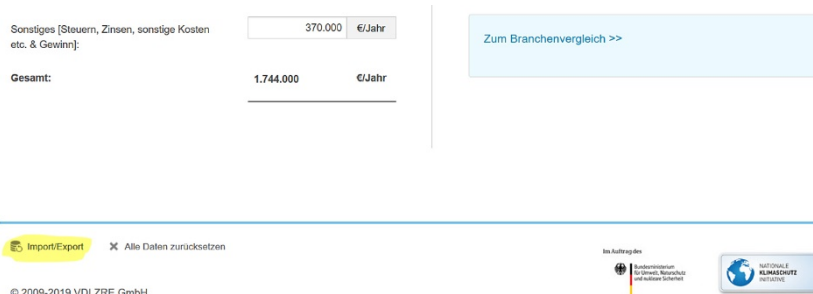 Sonstiges [Steuern, Zinsen, sonstige Kosten
etc. & Gewinn]:
370.000 €/Jahr
Gesamt:
1.744.000 €/Jahr
Zum Branchenvergleich >>
Import/Export
Alle Daten zurücksetzen
© 2009-2019 VDI ZRE GmbH
Im Auftrag des
Bundesministerium
für Umwelt, Naturschutz
und nukleare Sicherheit
NATIONALE
KLIMASCHUTZ
INITIATIVE